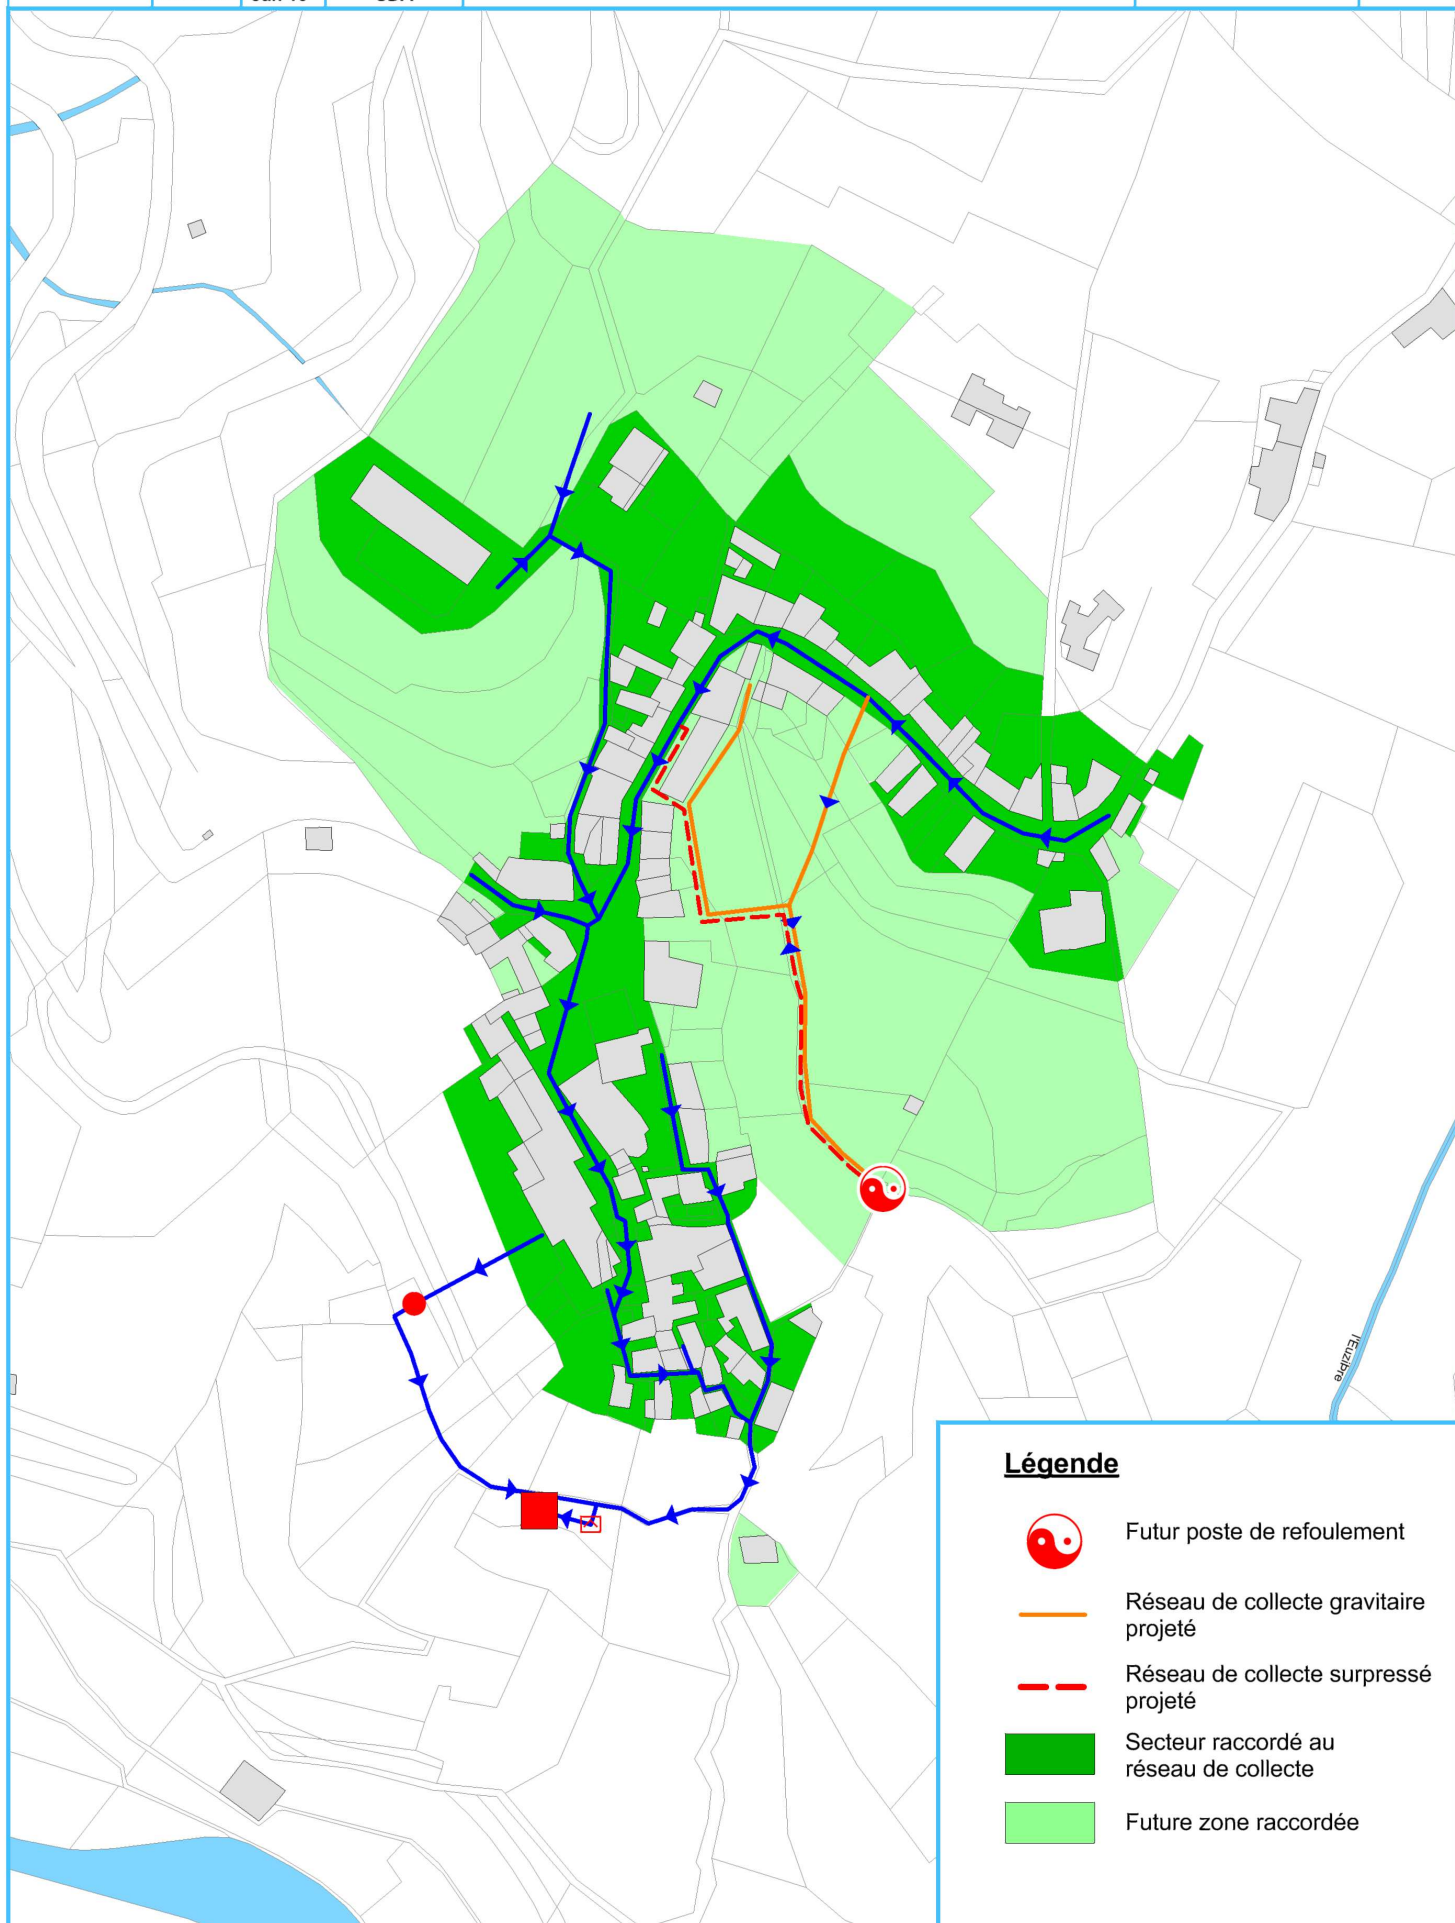 l'Euzière
Légende
Futur poste de refoulement
Réseau de collecte gravitaire
projeté
Réseau de collecte surpressé
projeté
Secteur raccordé au
réseau de collecte
Future zone raccordée